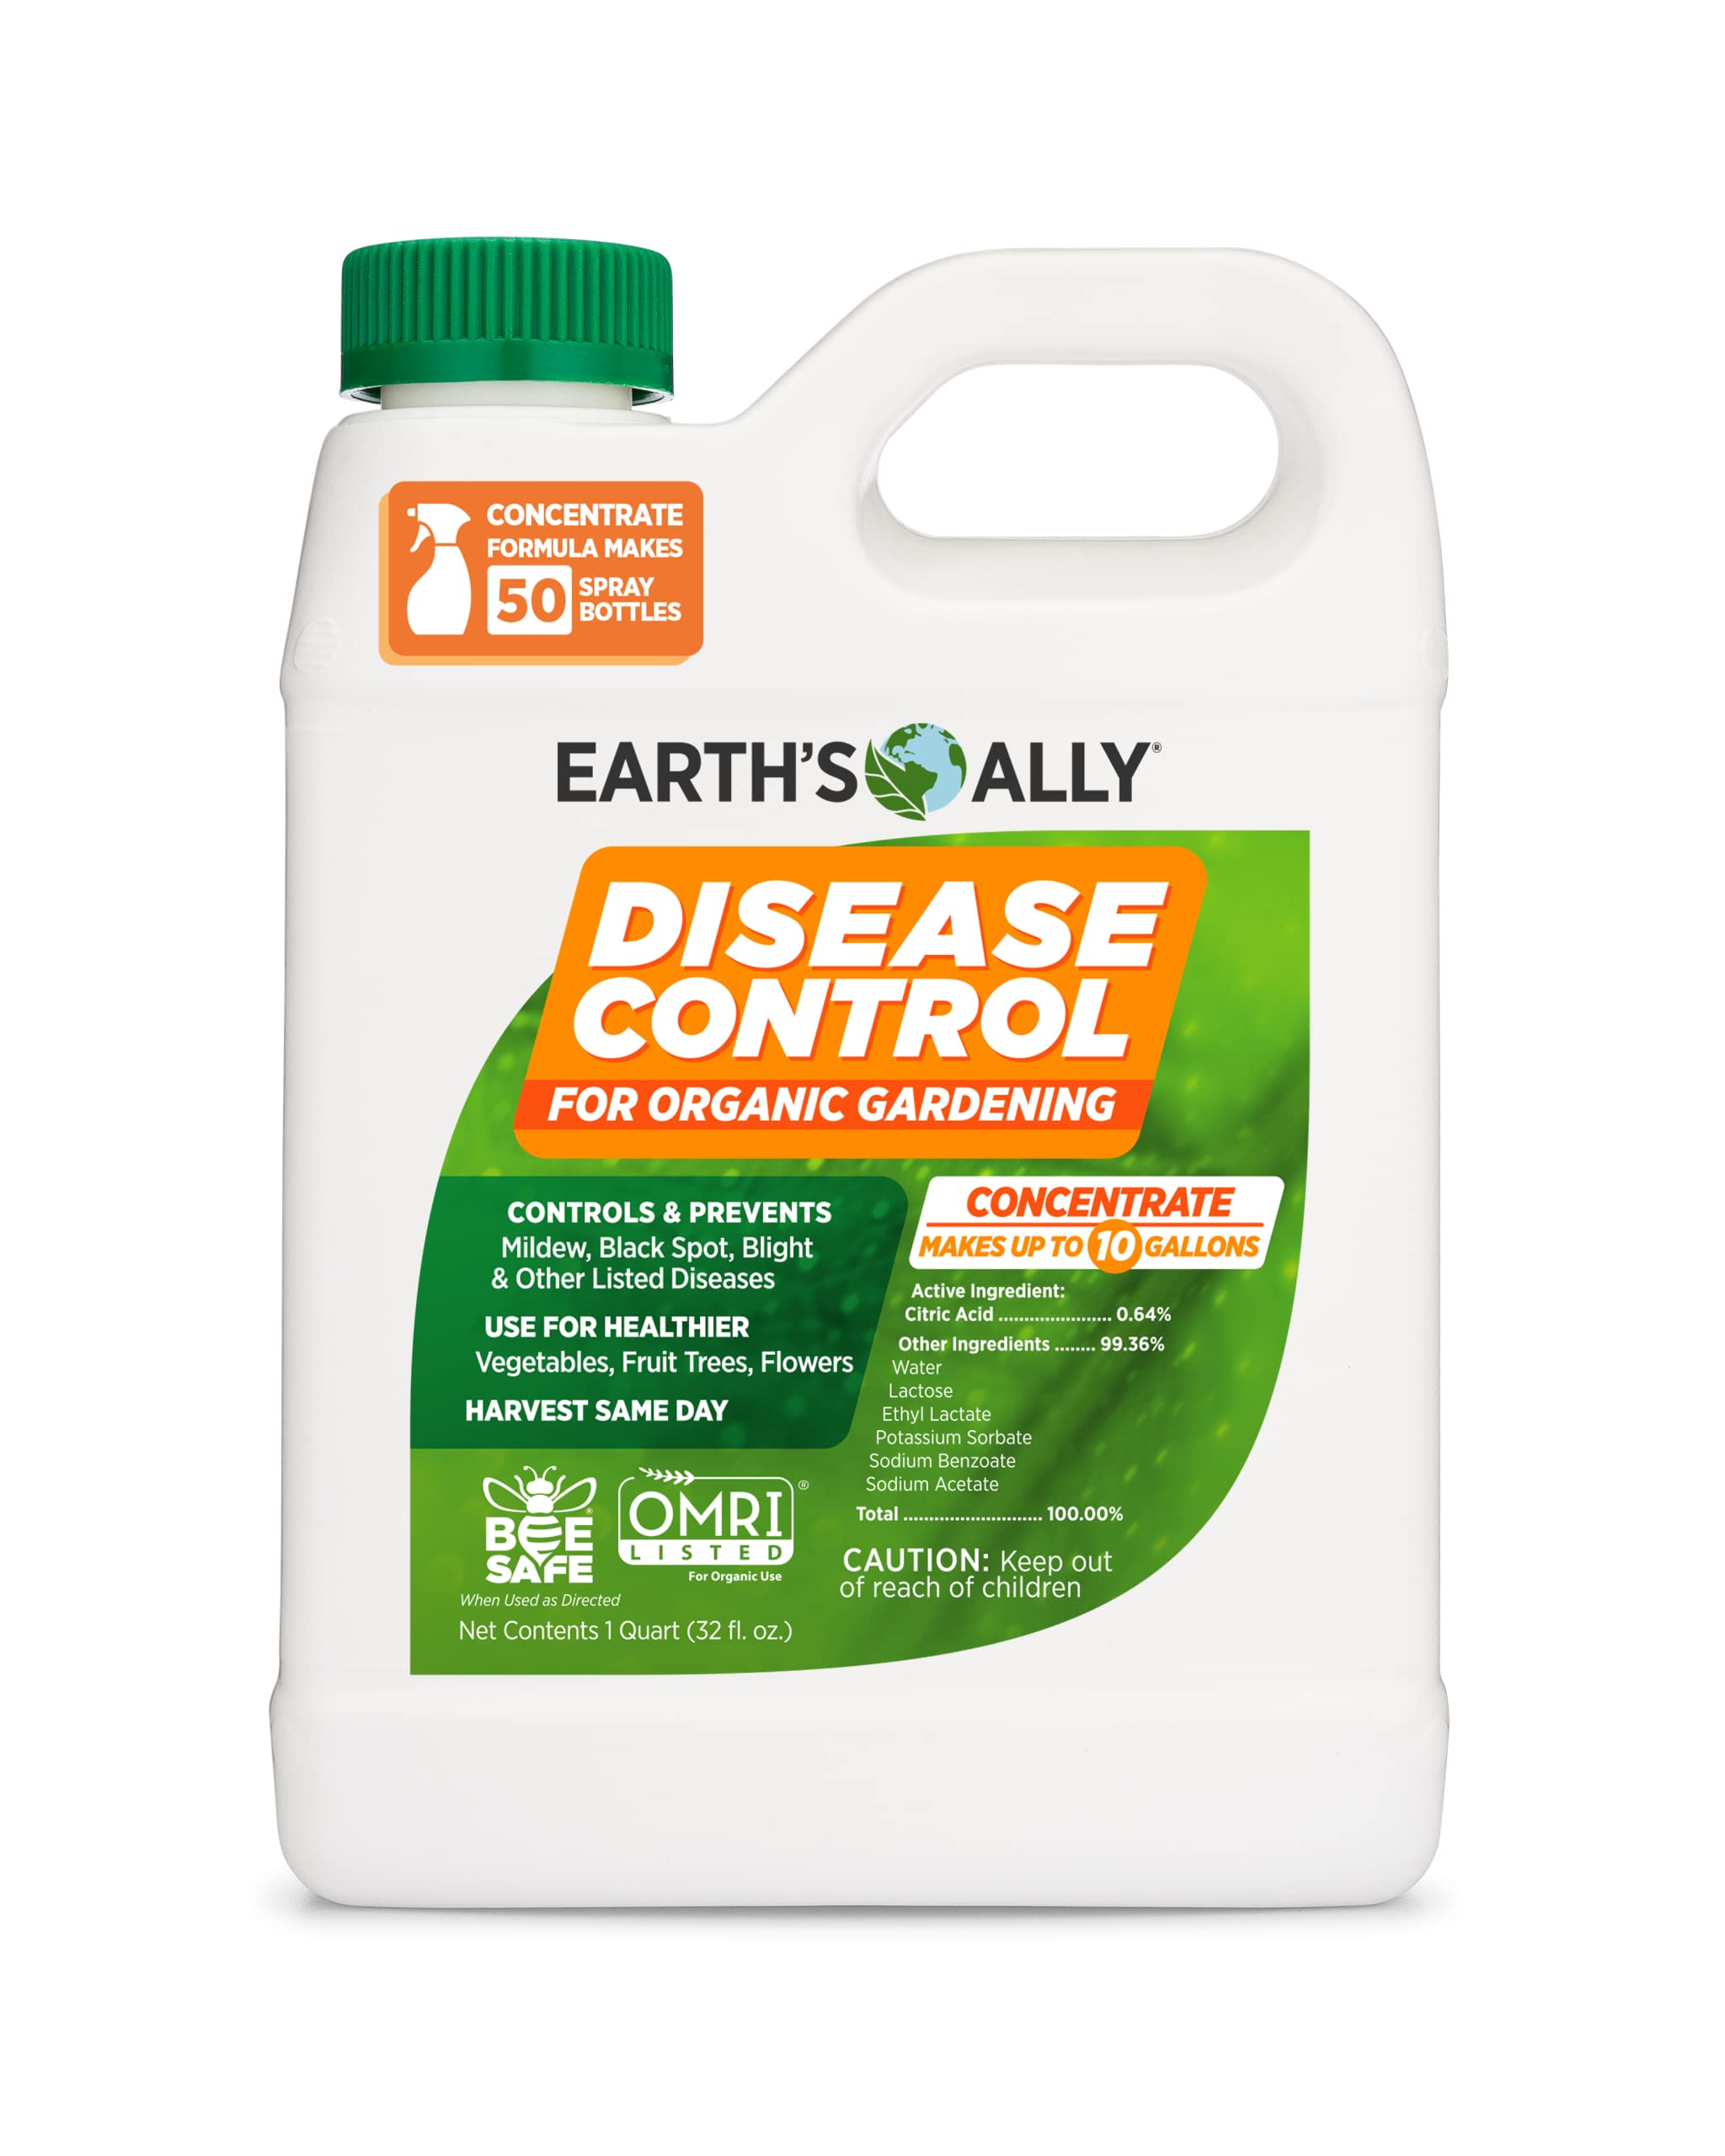 CONCENTRATE
FORMULA MAKES
50 SPRAY
BOTTLES
EARTH'S ALLY®
DISEASE
CONTROL
FOR ORGANIC GARDENING
CONTROLS & PREVENTS
Mildew, Black Spot, Blight
& Other Listed Diseases
USE FOR HEALTHIER
Vegetables, Fruit Trees, Flowers
HARVEST SAME DAY
CONCENTRATE
MAKES UP TO 10 GALLONS
Active Ingredient:
Citric Acid ...................... 0.64%
Other Ingredients ........ 99.36%
Water
Lactose
Ethyl Lactate
Potassium Sorbate
Sodium Benzoate
Sodium Acetate
Total ........................... 100.00%
CAUTION: Keep out
of reach of children
BEE®
SAFE
When Used as Directed
OMRI®
LISTED
For Organic Use
Net Contents 1 Quart (32 fl. oz.)